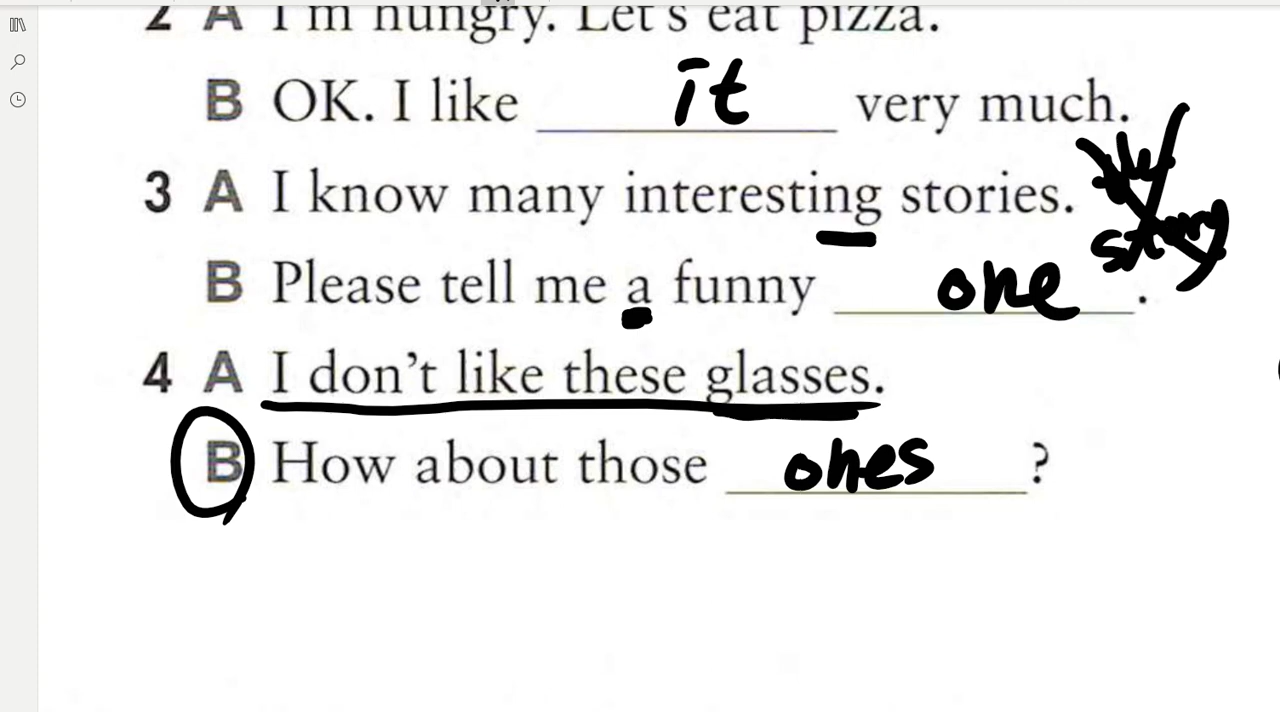 2 A I'm hungry. Let's eat pizza.
B OK. I like it very much.
3 A I know many interesting stories.
story
B Please tell me a funny one.
4 A I don't like these glasses.
B How about those ones?